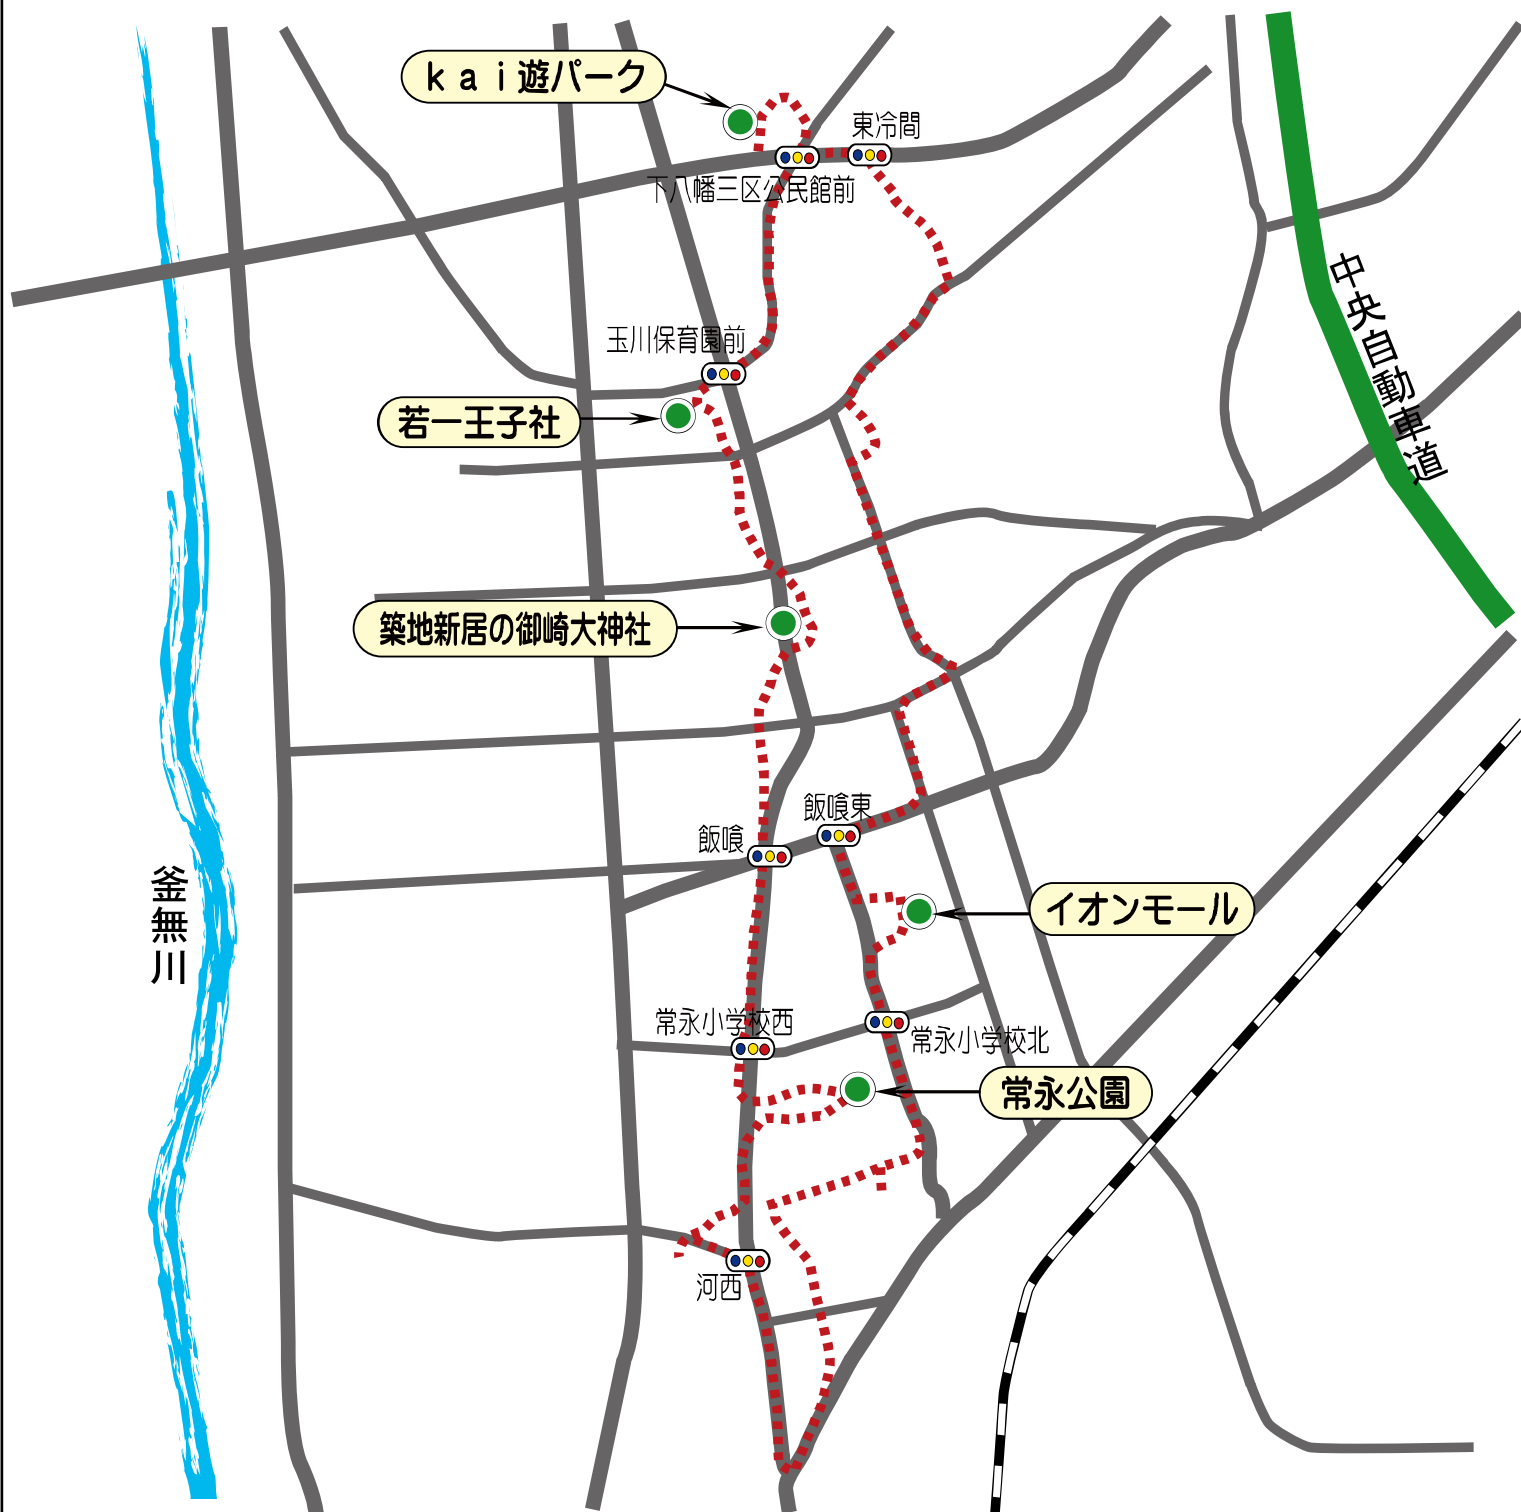 ｋａｉ遊パーク
東冷間
下八幡三区公民館前
中央自動車道
玉川保育園前
若一王子社
築地新居の御崎大神社
飯喰東
飯喰
釜無川
イオンモール
常永小学校西
常永小学校北
常永公園
河西